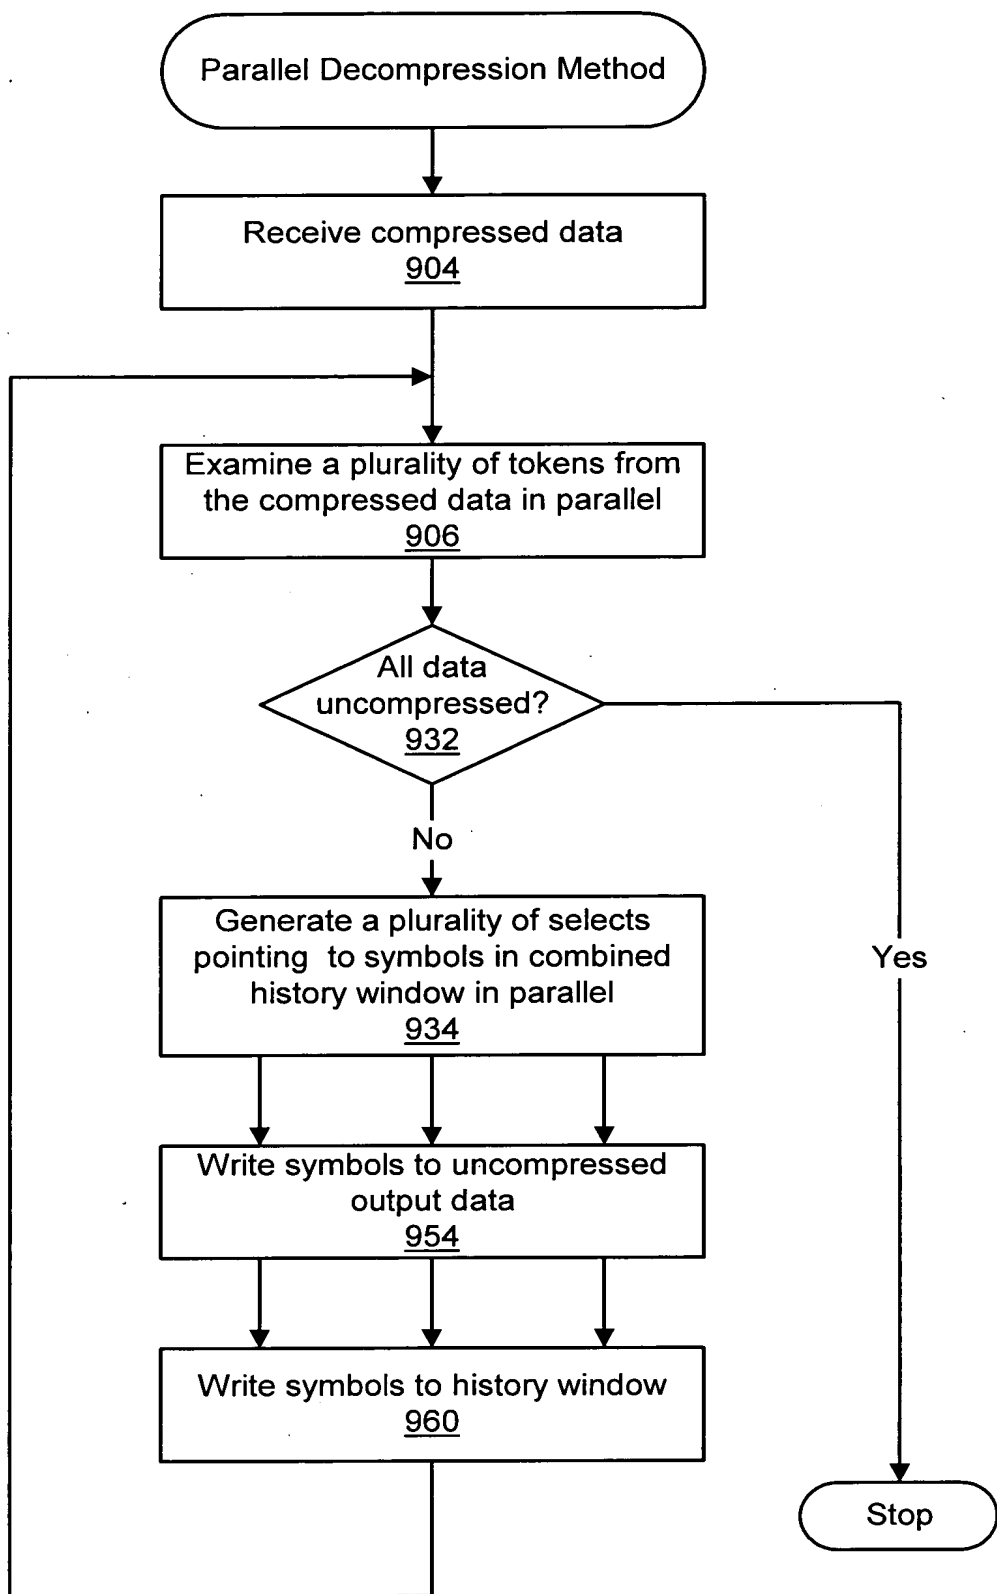 Parallel Decompression Method
Receive compressed data
904
Examine a plurality of tokens from
the compressed data in parallel
906
All data
uncompressed?
932
No
Generate a plurality of selects
pointing to symbols in combined
history window in parallel
934
Yes
Write symbols to uncompressed
output data
954
Write symbols to history window
960
Stop